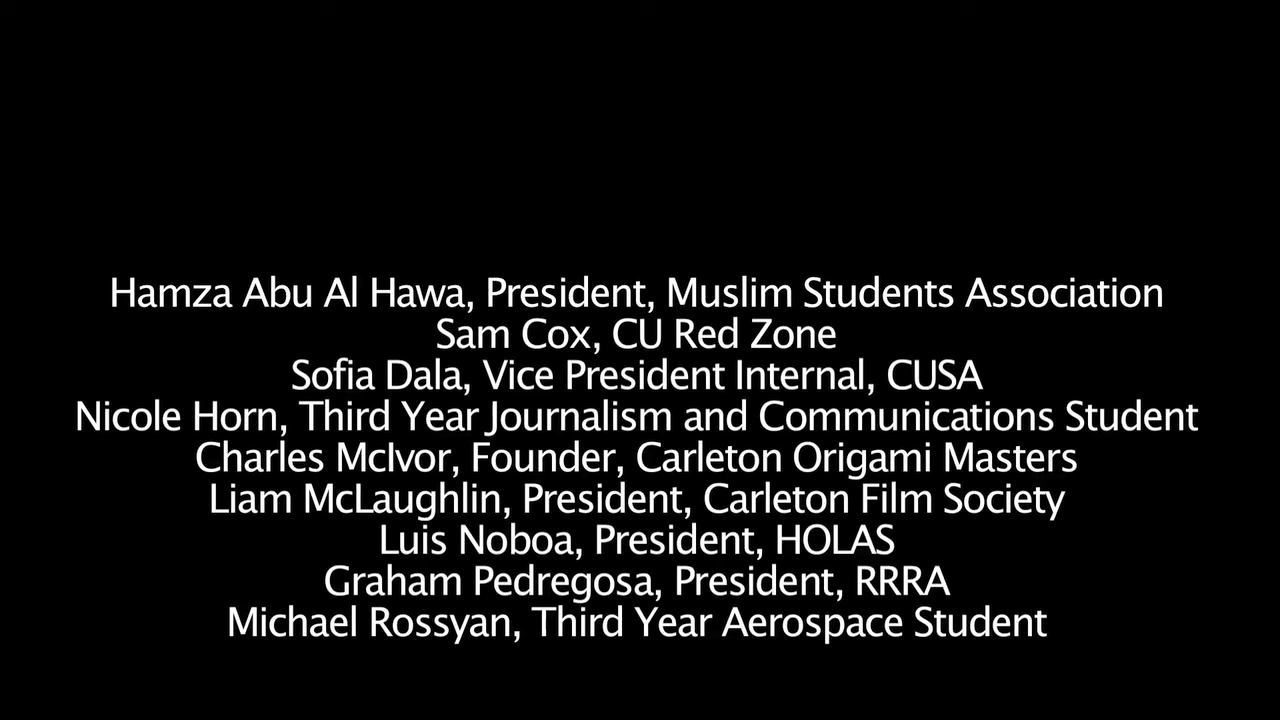 Hamza Abu Al Hawa, President, Muslim Students Association
Sam Cox, CU Red Zone
Sofia Dala, Vice President Internal, CUSA
Nicole Horn, Third Year Journalism and Communications Student
Charles McIvor, Founder, Carleton Origami Masters
Liam McLaughlin, President, Carleton Film Society
Luis Noboa, President, HOLAS
Graham Pedregosa, President, RRRA
Michael Rossyan, Third Year Aerospace Student